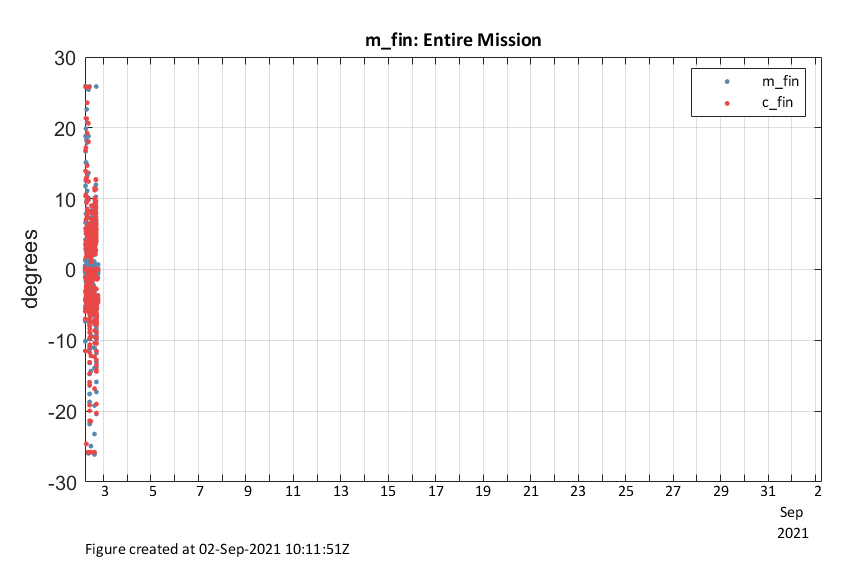 m_fin: Entire Mission
m_fin
c_fin
30
20
10
0
-10
-20
-30
degrees
3 5 7 9 11 13 15 17 19 21 23 25 27 29 31 2
Sep
2021
Figure created at 02-Sep-2021 10:11:51Z